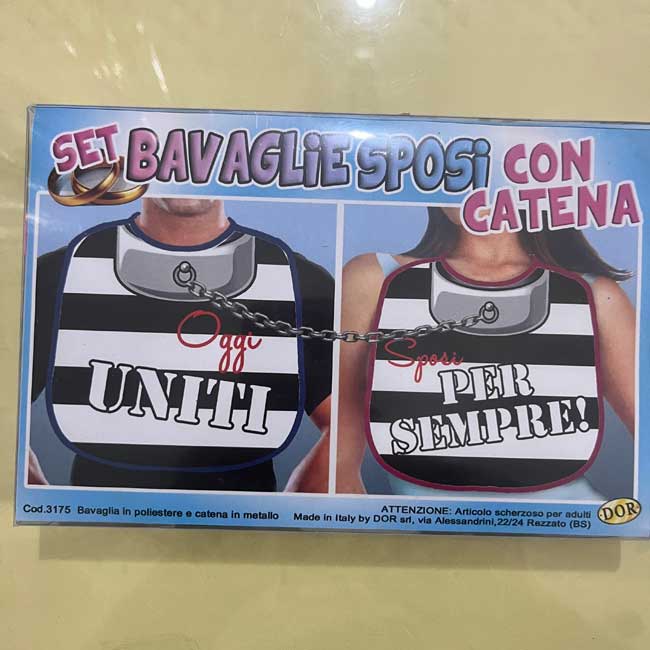 SET BAVAGLIE SPOSI CON
CATENA
Oggi
UNITI
Sposi
PER
SEMPRE!
Cod.3175 Bavaglia in poliestere e catena in metallo
ATTENZIONE: Articolo scherzoso per adulti
Made in Italy by DOR srl, via Alessandrini,22/24 Rezzato (BS)
DOR